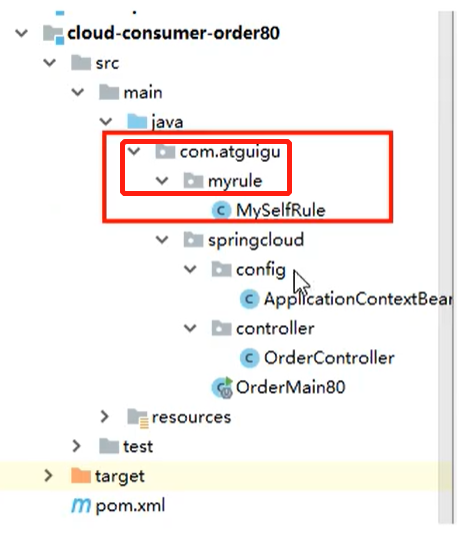 cloud-consumer-order80
src
main
java
com.atguigu
myrule
MySelfRule
springcloud
config
ApplicationContextBear
controller
OrderController
OrderMain80
resources
test
target
pom.xml